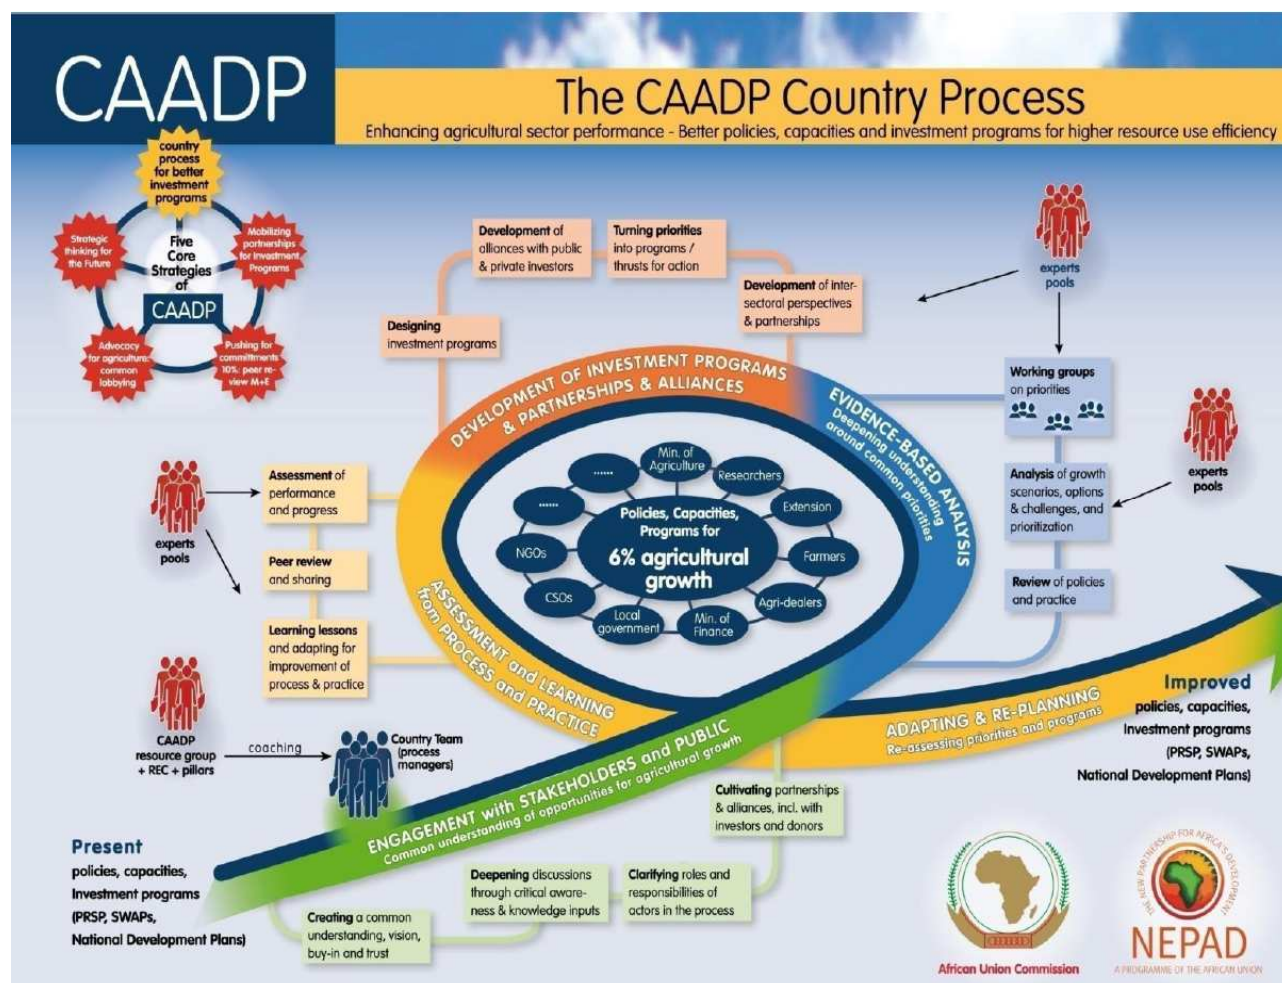 CAADP
The CAADP Country Process
Enhancing agricultural sector performance - Better policies, capacities and investment programs for higher resource use efficiency
country
process
for better
investment
programs
Strategic
thinking for
the Future
Five
Core
Strategies
of
CAADP
Mobilizing
partnerships
for Investment
Programs
Advocacy
for agriculture:
common
lobbying
Pushing for
commitments
10%: peer re-
view M+E
Designing
investment programs
Development of
alliances with public
& private investors
Turning priorities
into programs /
thrusts for action
Development of inter-
sectoral perspectives
& partnerships
experts
pools
Working groups
on priorities
Analysis of growth
scenarios, options
& challenges, and
prioritization
experts
pools
Review of policies
and practice
DEVELOPMENT OF INVESTMENT PROGRAMS
& PARTNERSHIPS & ALLIANCES
EVIDENCE-BASED ANALYSIS
Deepening understanding
around common priorities
Min. of
Agriculture
Researchers
Extension
Farmers
Agri-dealers
Min. of
Finance
Local
government
CSOs
NGOs
......
......
Policies, Capacities,
Programs for
6% agricultural
growth
Assessment of
performance
and progress
experts
pools
Peer review
and sharing
Learning lessons
and adapting for
improvement of
process & practice
ASSESSMENT and LEARNING
from PROCESS and PRACTICE
CAADP
resource group
+ REC + pillars
coaching
Country Team
(process
managers)
ENGAGEMENT with STAKEHOLDERS and PUBLIC
Common understanding of opportunities for agricultural growth
ADAPTING & RE-PLANNING
Re-assessing priorities and programs
Improved
policies, capacities,
Investment programs
(PRSP, SWAPs,
National Development Plans)
Present
policies, capacities,
Investment programs
(PRSP, SWAPs,
National Development Plans)
Creating a common
understanding, vision,
buy-in and trust
Deepening discussions
through critical aware-
ness & knowledge inputs
Clarifying roles and
responsibilities of
actors in the process
Cultivating partnerships
& alliances, incl. with
investors and donors
African Union Commission
THE NEW PARTNERSHIP FOR AFRICA'S DEVELOPMENT
NEPAD
A PROGRAMME OF THE AFRICAN UNION